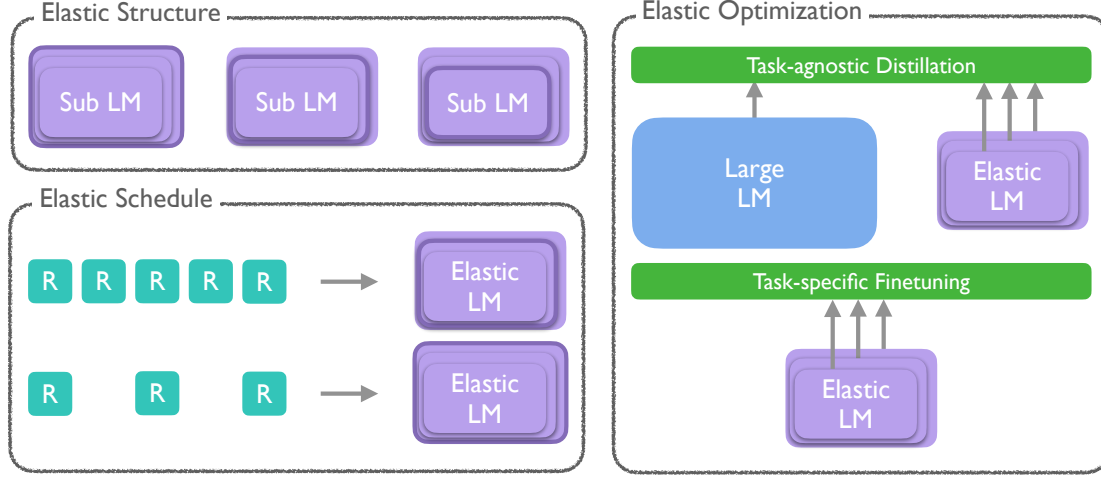 Elastic Structure
Sub LM
Sub LM
Sub LM
Elastic Schedule
R R R R R
Elastic
LM
R R R
Elastic
LM
Elastic Optimization
Task-agnostic Distillation
Large
LM
Elastic
LM
Task-specific Finetuning
Elastic
LM